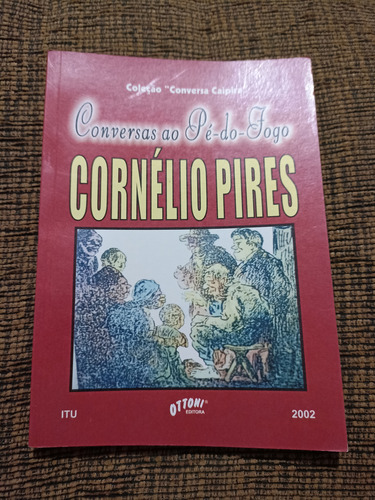 Coleção "Conversa Caipira"
Conversas ao Pé-do-Fogo
CORNÉLIO PIRES
ITU
OTTONI®
EDITORA
2002